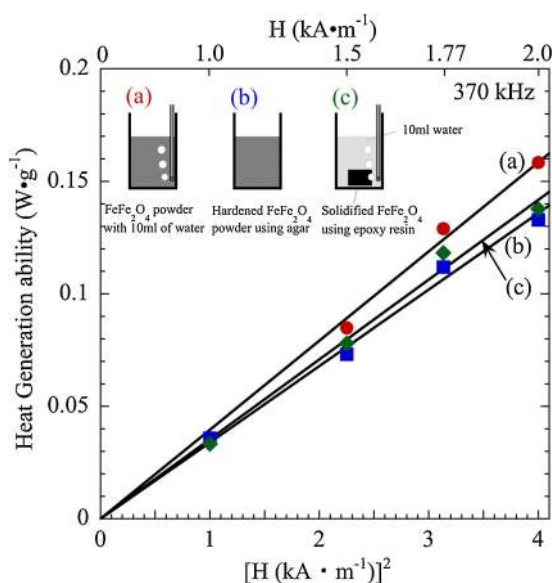 H (kA•m⁻¹)
0 1.0 1.5 1.77 2.0
370 kHz
(a) (b) (c)
10ml water
FeFe₂O₄ powder
with 10ml of water
Hardened FeFe₂O₄
powder using agar
Solidified FeFe₂O₄
using epoxy resin
(a)
(b)
(c)
Heat Generation ability (W•g⁻¹)
0.2
0.15
0.1
0.05
0
0 1 2 3 4
[H (kA · m⁻¹)]²